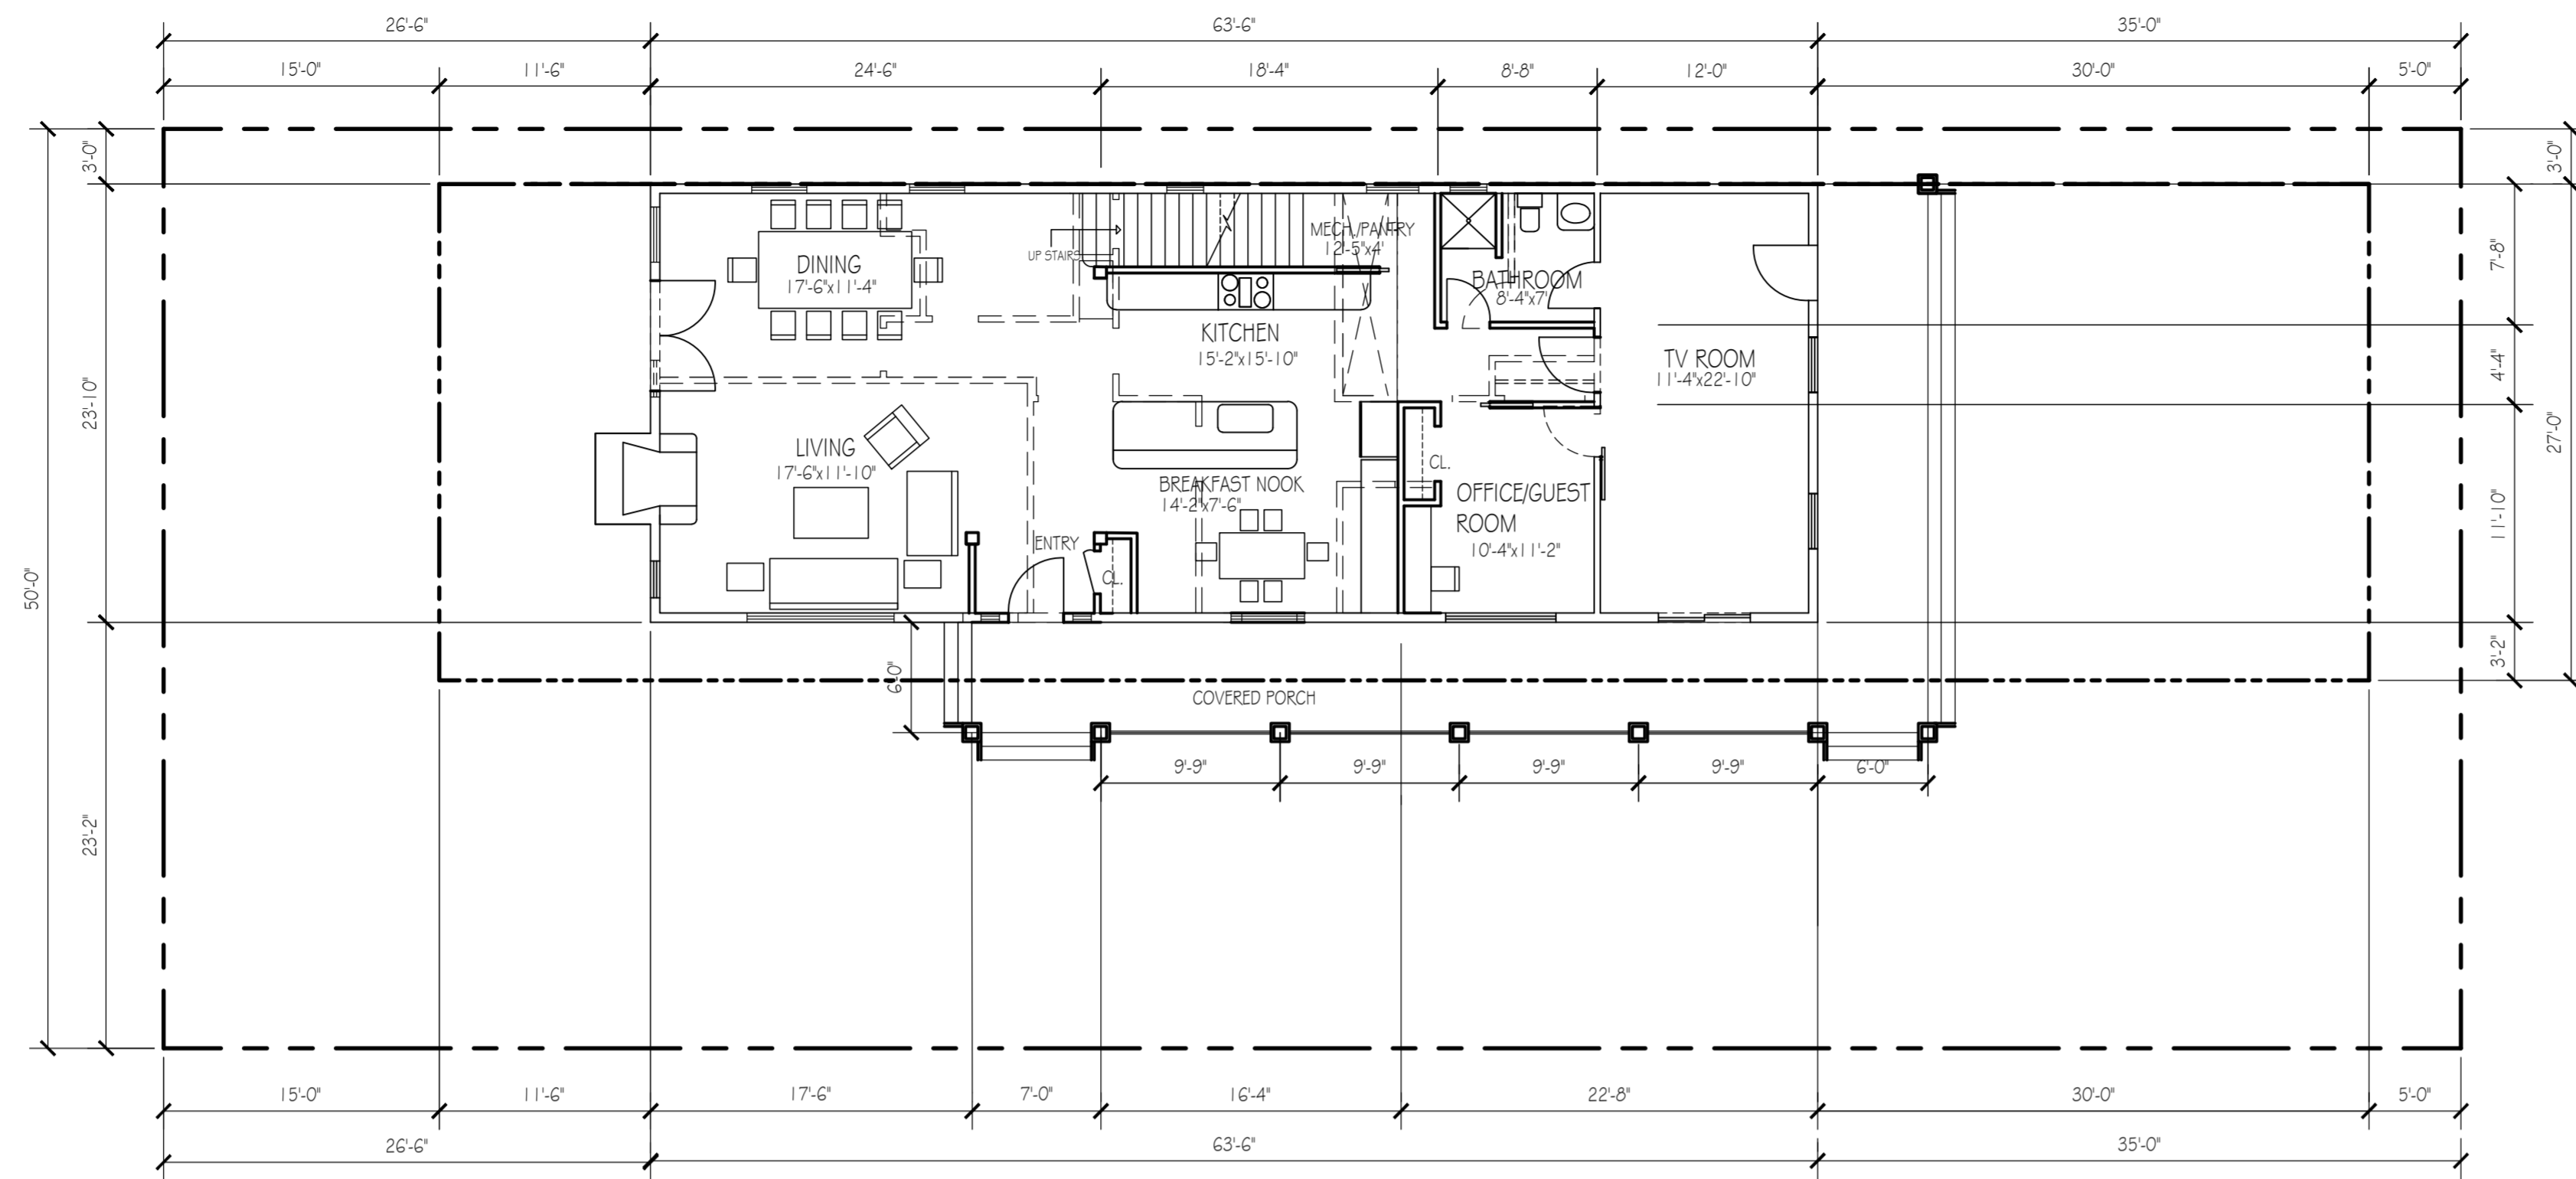 26'-6"
63'-6"
35'-0"
15'-0"
11'-6"
24'-6"
18'-4"
8'-8"
12'-0"
30'-0"
5'-0"
3'-0"
3'-0"
MECH./PANTRY
12'-5"x4'
UP STAIRS
DINING
17'-6"x11'-4"
BATHROOM
8'-4"x7'
7'-8"
KITCHEN
15'-2"x15'-10"
TV ROOM
11'-4"x22'-10"
4'-4"
23'-10"
27'-0"
LIVING
17'-6"x11'-10"
CL.
BREAKFAST NOOK
14'-2"x7'-6"
OFFICE/GUEST
ROOM
10'-4"x11'-2"
11'-10"
ENTRY
CL.
50'-0"
6'-0"
3'-2"
COVERED PORCH
9'-9"
9'-9"
9'-9"
9'-9"
6'-0"
23'-2"
15'-0"
11'-6"
17'-6"
7'-0"
16'-4"
22'-8"
30'-0"
5'-0"
26'-6"
63'-6"
35'-0"